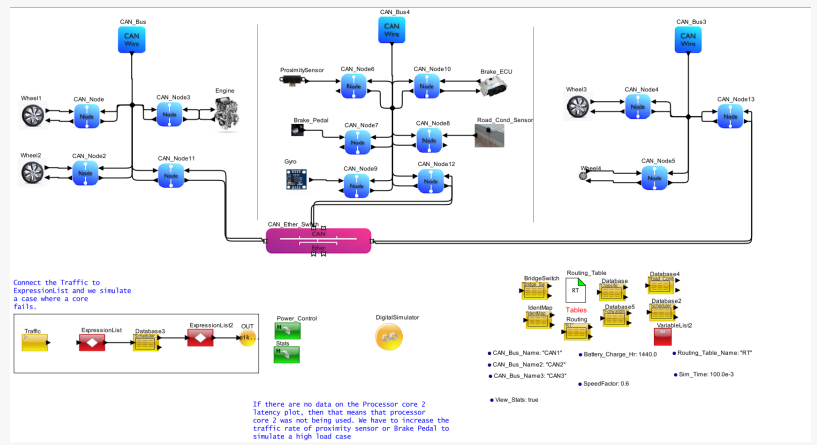 CAN_Bus
CAN
Wire
CAN_Bus4
CAN
Wire
CAN_Bus3
CAN
Wire
Wheel1
CAN_Node
Node
CAN_Node3
Node
Engine
Wheel2
CAN_Node2
Node
CAN_Node11
Node
ProximitySensor
CAN_Node6
Node
CAN_Node10
Node
Brake_ECU
Brake_Pedal
CAN_Node7
Node
CAN_Node8
Node
Road_Cond_Sensor
Gyro
CAN_Node9
Node
CAN_Node12
Node
Wheel3
CAN_Node4
Node
CAN_Node13
Node
Wheel4
CAN_Node5
Node
CAN_Ether_Switch
CAN
Ether
Connect the Traffic to
ExpressionList and we simulate
a case where a core
fails.
Traffic
ExpressionList
Database3
ExpressionList2
OUT
Power_Control
Stats
DigitalSimulator
BridgeSwitch
Routing_Table
RT
Tables
Database
Database4
IdentMap
Routing
Database5
Database2
VariableList2
CAN_Bus_Name: "CAN1"
CAN_Bus_Name2: "CAN2"
CAN_Bus_Name3: "CAN3"
View_Stats: true
Battery_Charge_Hr: 1440.0
SpeedFactor: 0.6
Routing_Table_Name: "RT"
Sim_Time: 100.0e-3
If there are no data on the Processor core 2
latency plot, then that means that processor
core 2 was not being used. We have to increase the
traffic rate of proximity sensor or Brake Pedal to
simulate a high load case